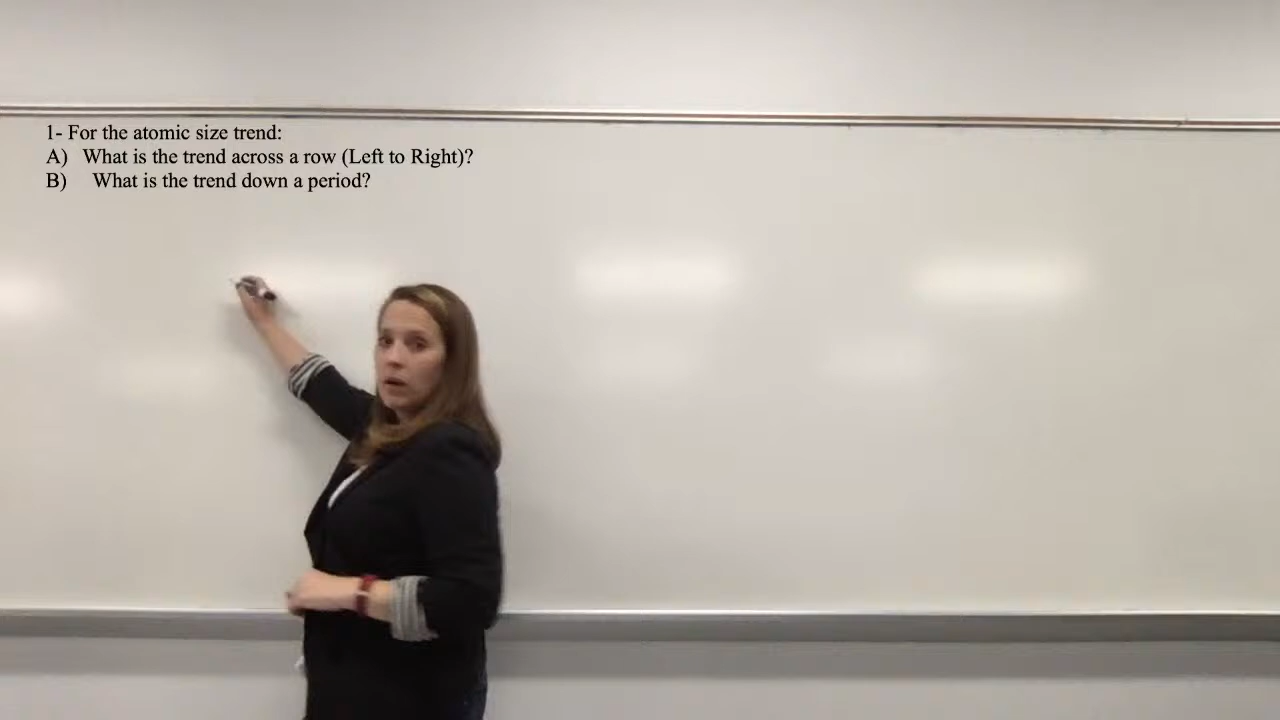 1- For the atomic size trend:
A) What is the trend across a row (Left to Right)?
B) What is the trend down a period?